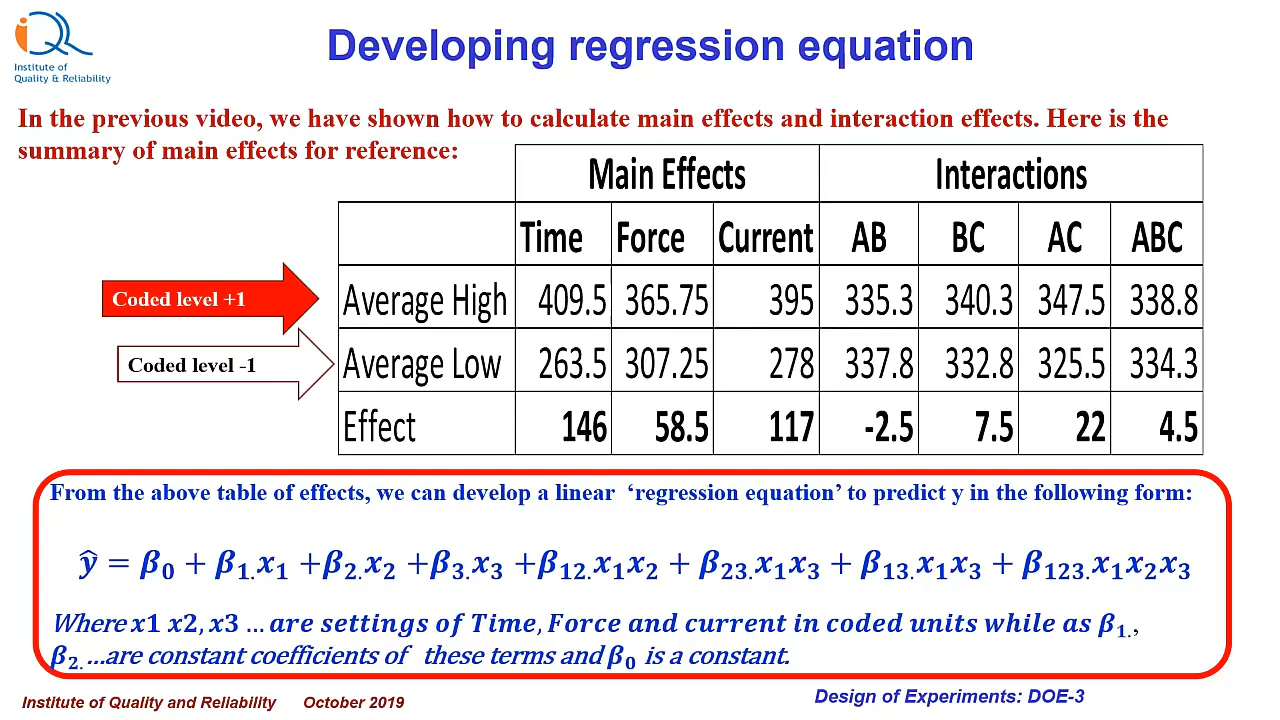 iQR
Institute of
Quality & Reliability
Developing regression equation
In the previous video, we have shown how to calculate main effects and interaction effects. Here is the
summary of main effects for reference:
Main Effects Interactions
Time Force Current AB BC AC ABC
Coded level +1 Average High 409.5 365.75 395 335.3 340.3 347.5 338.8
Coded level -1 Average Low 263.5 307.25 278 337.8 332.8 325.5 334.3
Effect 146 58.5 117 -2.5 7.5 22 4.5
From the above table of effects, we can develop a linear ‘regression equation’ to predict y in the following form:
ŷ = β₀ + β₁.x₁ +β₂.x₂ +β₃.x₃ +β₁₂.x₁x₂ + β₂₃.x₁x₃ + β₁₃.x₁x₃ + β₁₂₃.x₁x₂x₃
Where x1 x2, x3 ... are settings of Time, Force and current in coded units while as β₁.,
β₂. ...are constant coefficients of these terms and β₀ is a constant.
Institute of Quality and Reliability October 2019 Design of Experiments: DOE-3